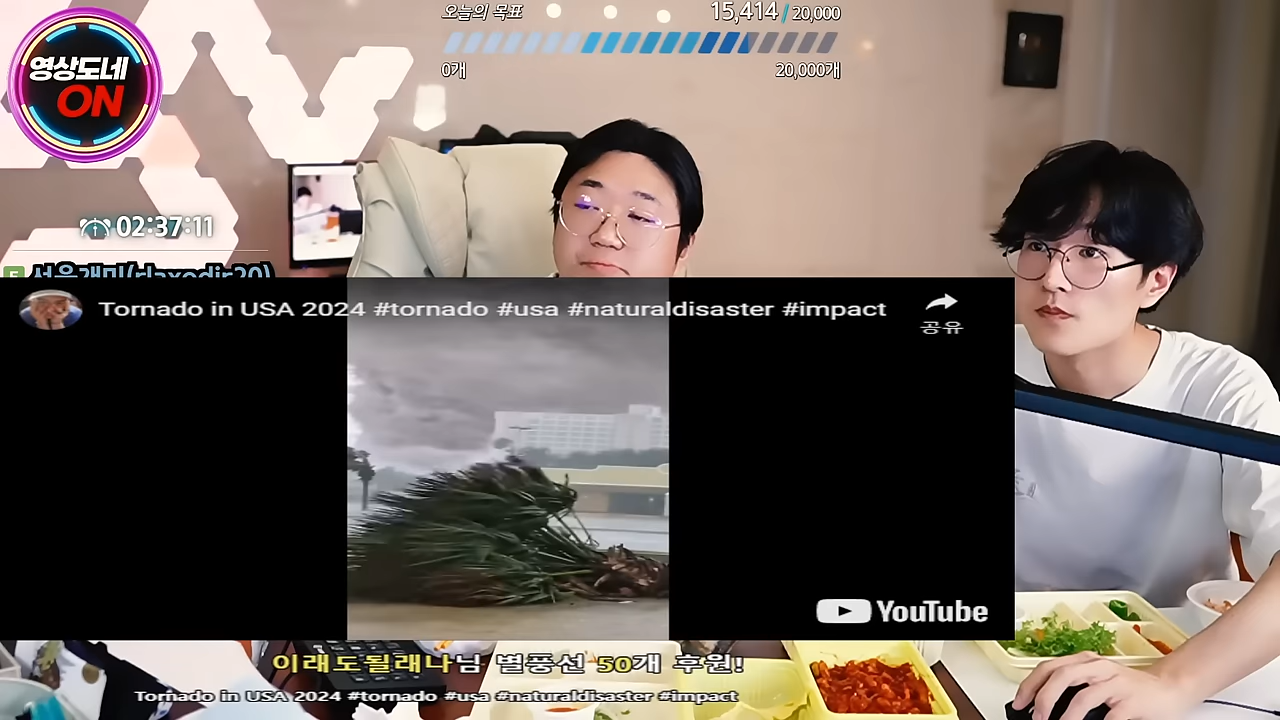 오늘의 목표 15,414 / 20,000
0개 20,000개
영상도네
ON
02:37:11
Tornado in USA 2024 #tornado #usa #naturaldisaster #impact
공유
YouTube
이래도될래나님 별풍선 50개 후원!
Tornado in USA 2024 #tornado #usa #naturaldisaster #impact